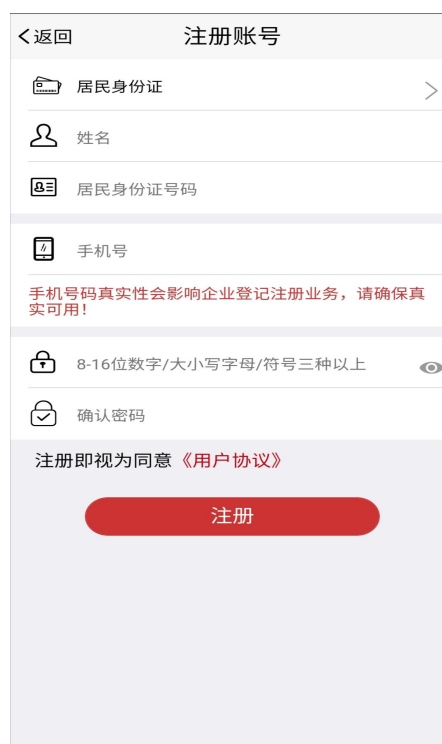 返回 注册账号
居民身份证
姓名
居民身份证号码
手机号
手机号码真实性会影响企业登记注册业务，请确保真
实可用！
8-16位数字/大小写字母/符号三种以上
确认密码
注册即视为同意《用户协议》
注册